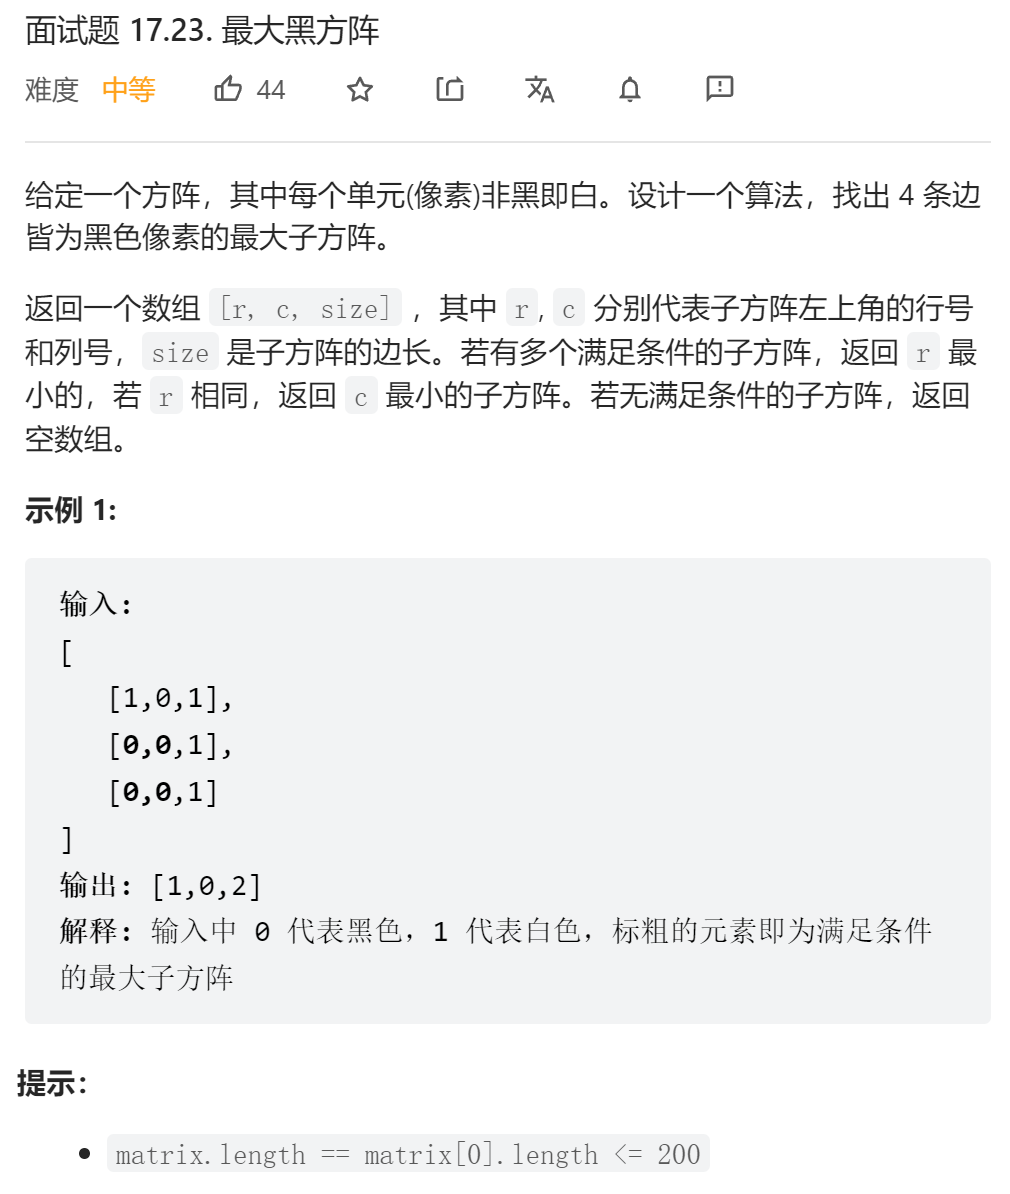 面试题 17.23. 最大黑方阵
难度 中等 44
给定一个方阵，其中每个单元(像素)非黑即白。设计一个算法，找出 4 条边
皆为黑色像素的最大子方阵。
返回一个数组 [r, c, size] ，其中 r, c 分别代表子方阵左上角的行号
和列号，size 是子方阵的边长。若有多个满足条件的子方阵，返回 r 最
小的，若 r 相同，返回 c 最小的子方阵。若无满足条件的子方阵，返回
空数组。
示例 1:
输入:
[
[1,0,1],
[0,0,1],
[0,0,1]
]
输出: [1,0,2]
解释: 输入中 0 代表黑色，1 代表白色，标粗的元素即为满足条件
的最大子方阵
提示：
• matrix.length == matrix[0].length <= 200